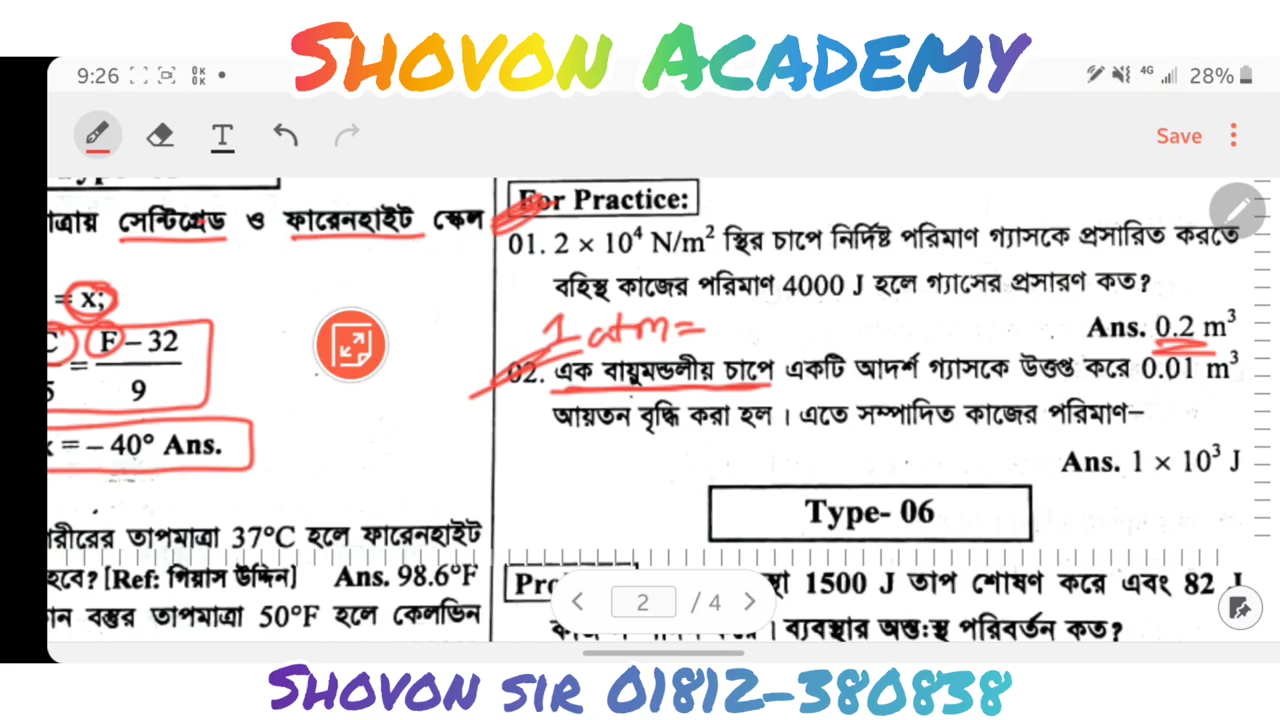 SHOVON ACADEMY
9:26
4G
28%
T
Save
মাত্রায় সেন্টিগ্রেড ও ফারেনহাইট স্কেল
= x;
C
F – 32
5
=
9
x = – 40° Ans.
শরীরের তাপমাত্রা 37°C হলে ফারেনহাইট
হবে? [Ref: গিয়াস উদ্দিন] Ans. 98.6°F
বস্তুর তাপমাত্রা 50°F হলে কেলভিন
For Practice:
01. 2 × 10⁴ N/m² স্থির চাপে নির্দিষ্ট পরিমাণ গ্যাসকে প্রসারিত করতে
বহিস্থ কাজের পরিমাণ 4000 J হলে গ্যাসের প্রসারণ কত?
Ans. 0.2 m³
1 atm =
02. এক বায়ুমন্ডলীয় চাপে একটি আদর্শ গ্যাসকে উত্তপ্ত করে 0.01 m³
আয়তন বৃদ্ধি করা হল। এতে সম্পাদিত কাজের পরিমাণ–
Ans. 1 × 10³ J
Type- 06
1500 J তাপ শোষণ করে এবং 82 J
ব্যবস্থার অন্তঃস্থ পরিবর্তন কত?
2 / 4
SHOVON SIR 01812-380838